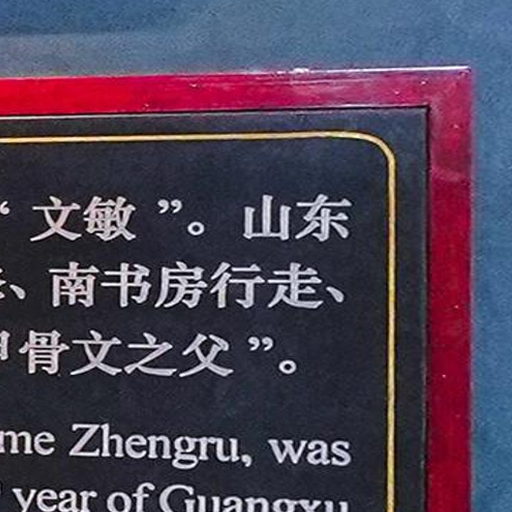 “ 文敏 ”。山东
、南书房行走、
甲骨文之父 ”。
me Zhengru, was
year of Guangxu